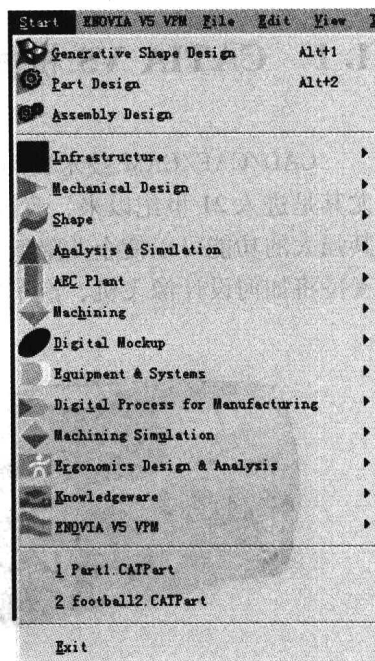 Start ENOVIA V5 VPM File Edit View
Generative Shape Design Alt+1
Part Design Alt+2
Assembly Design
Infrastructure
Mechanical Design
Shape
Analysis & Simulation
AEC Plant
Machining
Digital Mockup
Equipment & Systems
Digital Process for Manufacturing
Machining Simulation
Ergonomics Design & Analysis
Knowledgeware
ENOVIA V5 VPM
1 Part1.CATPart
2 football2.CATPart
Exit